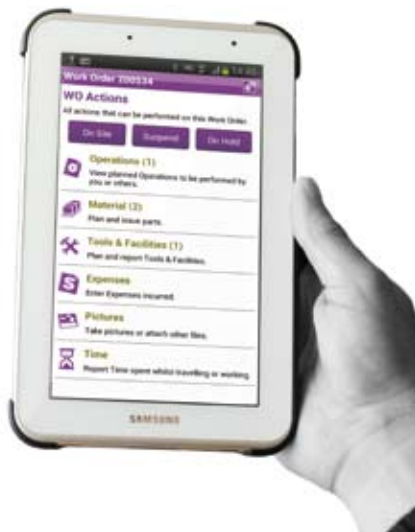 Work Order 200534
WO Actions
All actions that can be performed on this Work Order
On Site
Suspend
On Hold
Operations (1)
View planned Operations to be performed by
you or others.
Material (2)
Plan and issue parts.
Tools & Facilities (1)
Plan and report Tools & Facilities.
Expenses
Enter Expenses incurred.
Pictures
Take pictures or attach other files.
Time
Report Time spent whilst travelling or working
SAMSUNG